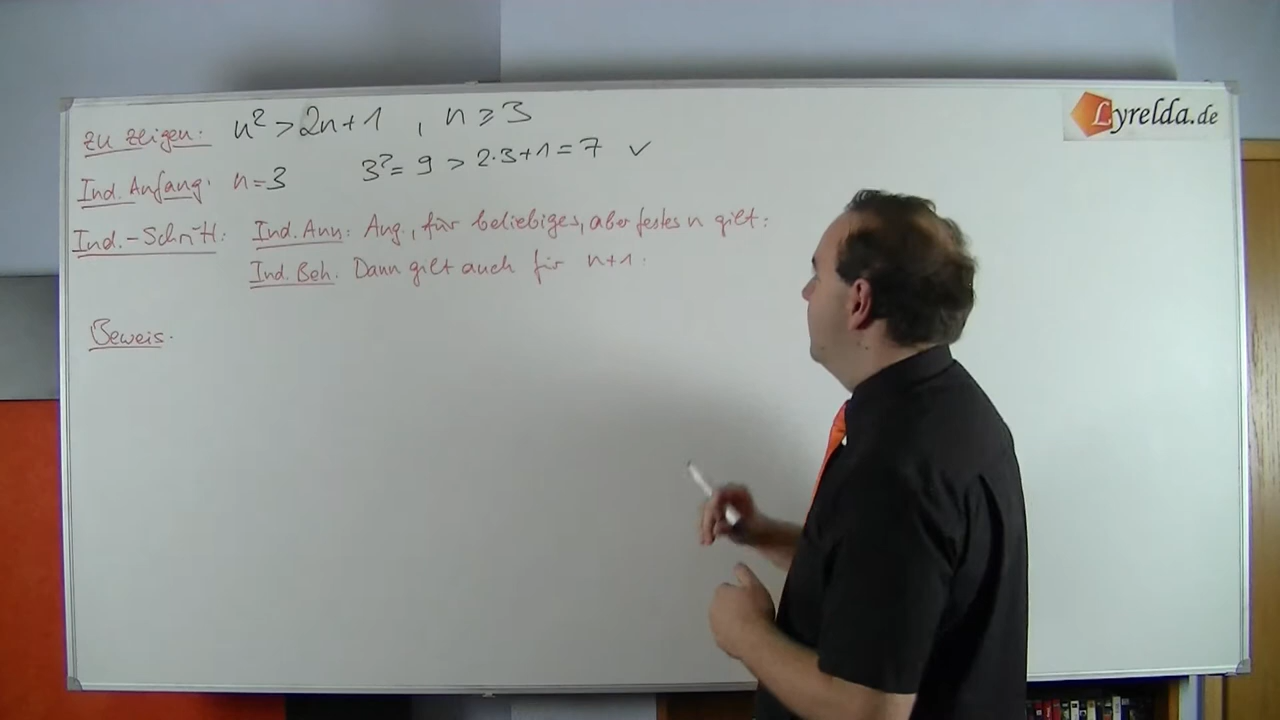 zu zeigen: n² > 2n+1 , n ≥ 3
Lyrelda.de
Ind. Anfang: n=3 3² = 9 > 2·3+1 = 7 ✓
Ind.-Schritt: Ind. Ann: Ang., für beliebiges, aber festes n gilt:
Ind. Beh. Dann gilt auch für n+1:
Beweis.